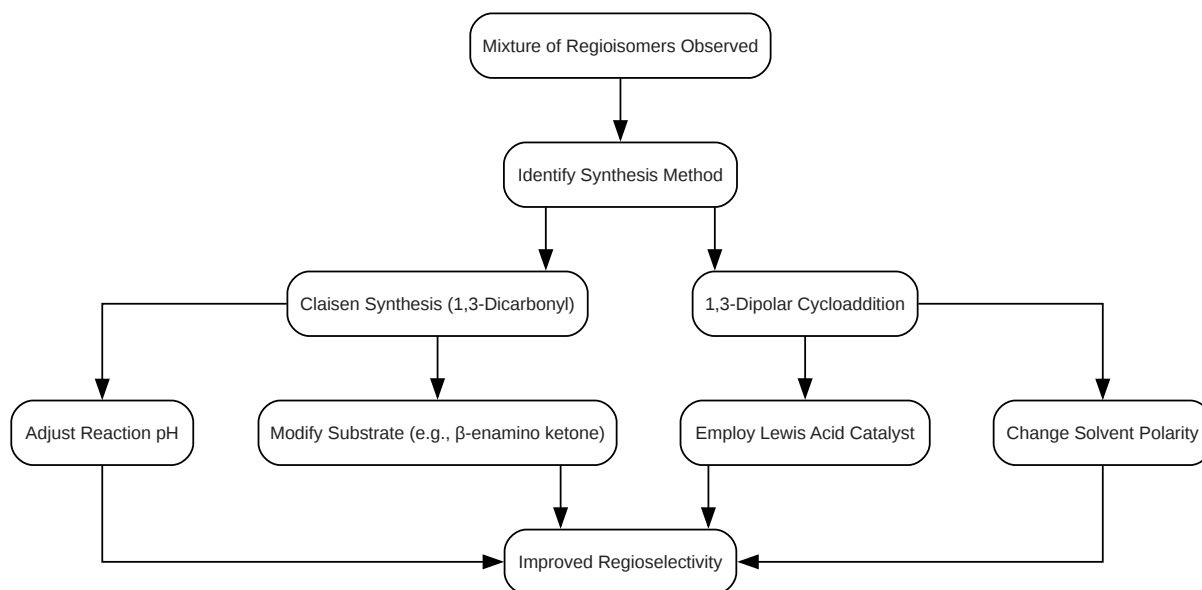 Mixture of Regioisomers Observed
Identify Synthesis Method
Claisen Synthesis (1,3-Dicarbonyl)
1,3-Dipolar Cycloaddition
Adjust Reaction pH
Modify Substrate (e.g., β-enamino ketone)
Employ Lewis Acid Catalyst
Change Solvent Polarity
Improved Regioselectivity